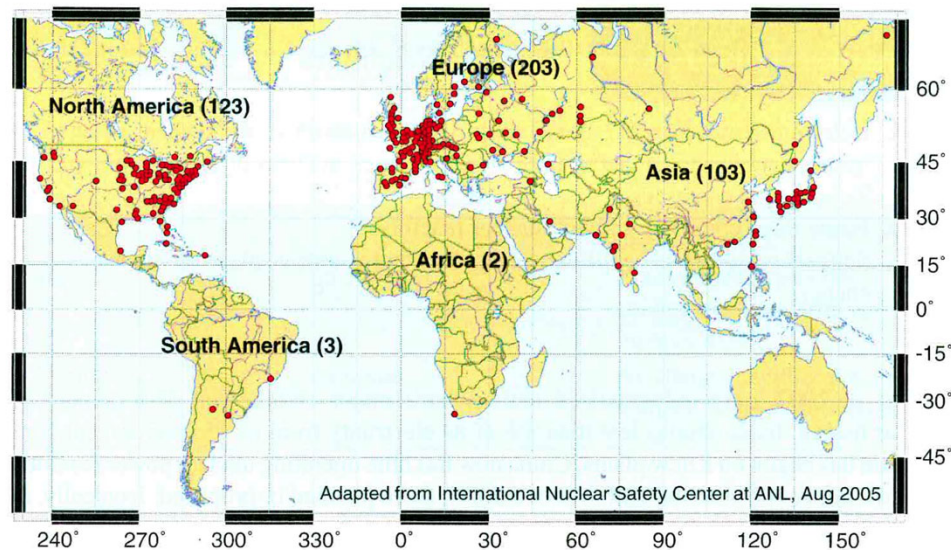 Europe (203)
North America (123)
60°
45°
Asia (103)
30°
Africa (2)
15°
0°
South America (3)
-15°
-30°
-45°
Adapted from International Nuclear Safety Center at ANL, Aug 2005
240° 270° 300° 330° 0° 30° 60° 90° 120° 150°